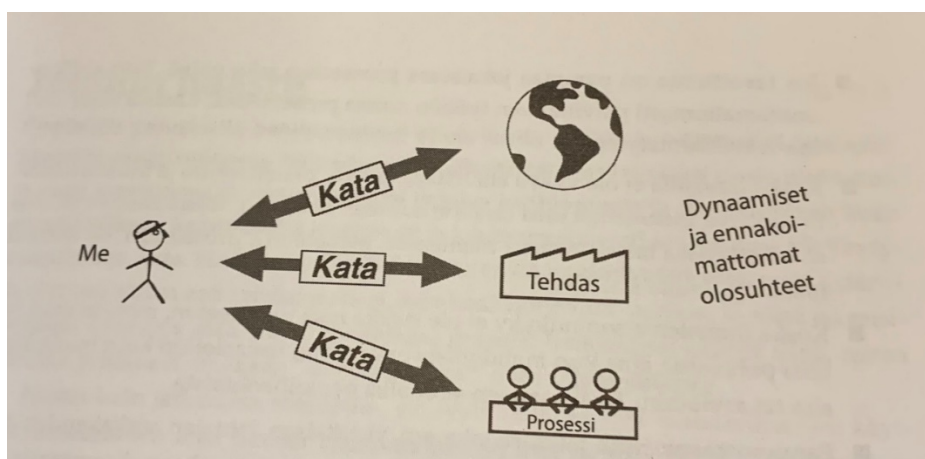 Kata
Me
Kata
Kata
Tehdas
Prosessi
Dynaamiset
ja ennakoi-
mattomat
olosuhteet